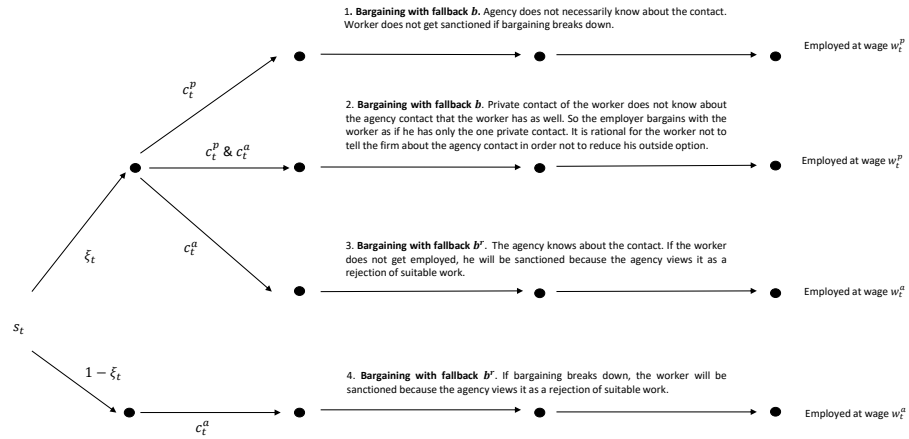 1. Bargaining with fallback b. Agency does not necessarily know about the contact.
Worker does not get sanctioned if bargaining breaks down.
Employed at wage w_t^p
c_t^p
2. Bargaining with fallback b. Private contact of the worker does not know about
the agency contact that the worker has as well. So the employer bargains with the
worker as if he has only the one private contact. It is rational for the worker not to
tell the firm about the agency contact in order not to reduce his outside option.
c_t^p & c_t^a
Employed at wage w_t^p
3. Bargaining with fallback b^r. The agency knows about the contact. If the worker
does not get employed, he will be sanctioned because the agency views it as a
rejection of suitable work.
c_t^a
ξ_t
Employed at wage w_t^a
s_t
1 − ξ_t
4. Bargaining with fallback b^r. If bargaining breaks down, the worker will be
sanctioned because the agency views it as a rejection of suitable work.
c_t^a
Employed at wage w_t^a